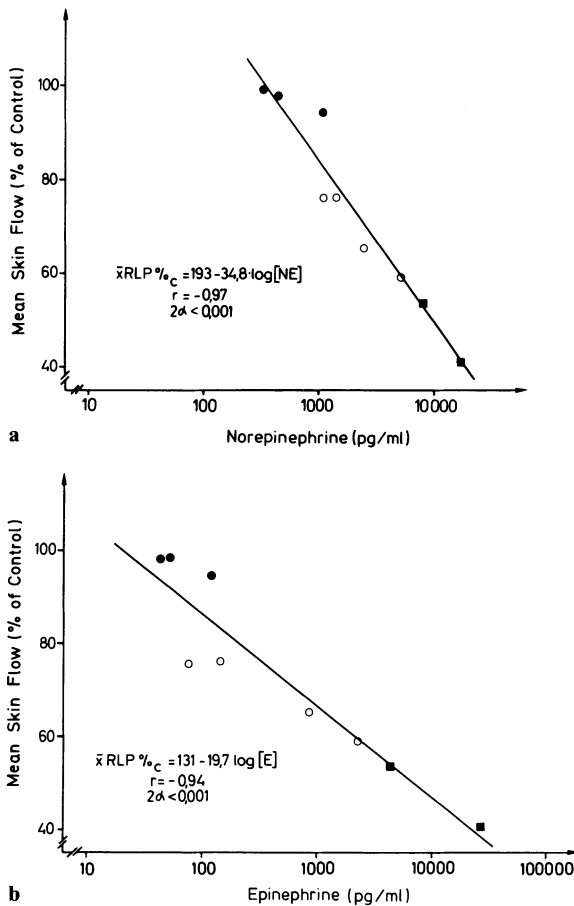 Mean Skin Flow (% of Control)
100
80
60
40
x̄RLP %c = 193 - 34,8·log[NE]
r = -0,97
2α < 0,001
10 100 1000 10000
Norepinephrine (pg/ml)
a
Mean Skin Flow (% of Control)
100
80
60
40
x̄ RLP %c = 131 - 19,7 log [E]
r = -0,94
2α < 0,001
10 100 1000 10000 100000
Epinephrine (pg/ml)
b